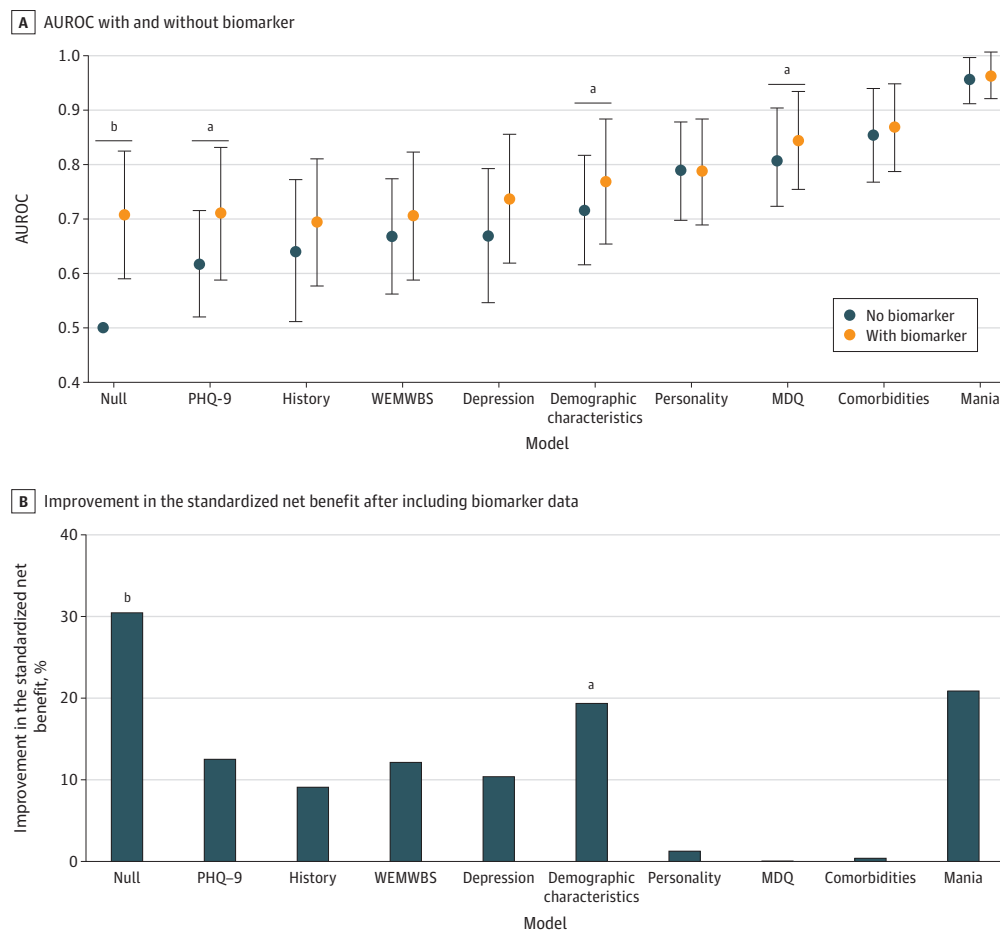 A AUROC with and without biomarker
1.0
0.9
0.8
0.7
0.6
0.5
0.4
AUROC
b
a
a
a
No biomarker
With biomarker
Null
PHQ-9
History
WEMWBS
Depression
Demographic
characteristics
Personality
MDQ
Comorbidities
Mania
Model
B Improvement in the standardized net benefit after including biomarker data
40
30
20
10
0
Improvement in the standardized net
benefit, %
b
a
Null
PHQ–9
History
WEMWBS
Depression
Demographic
characteristics
Personality
MDQ
Comorbidities
Mania
Model